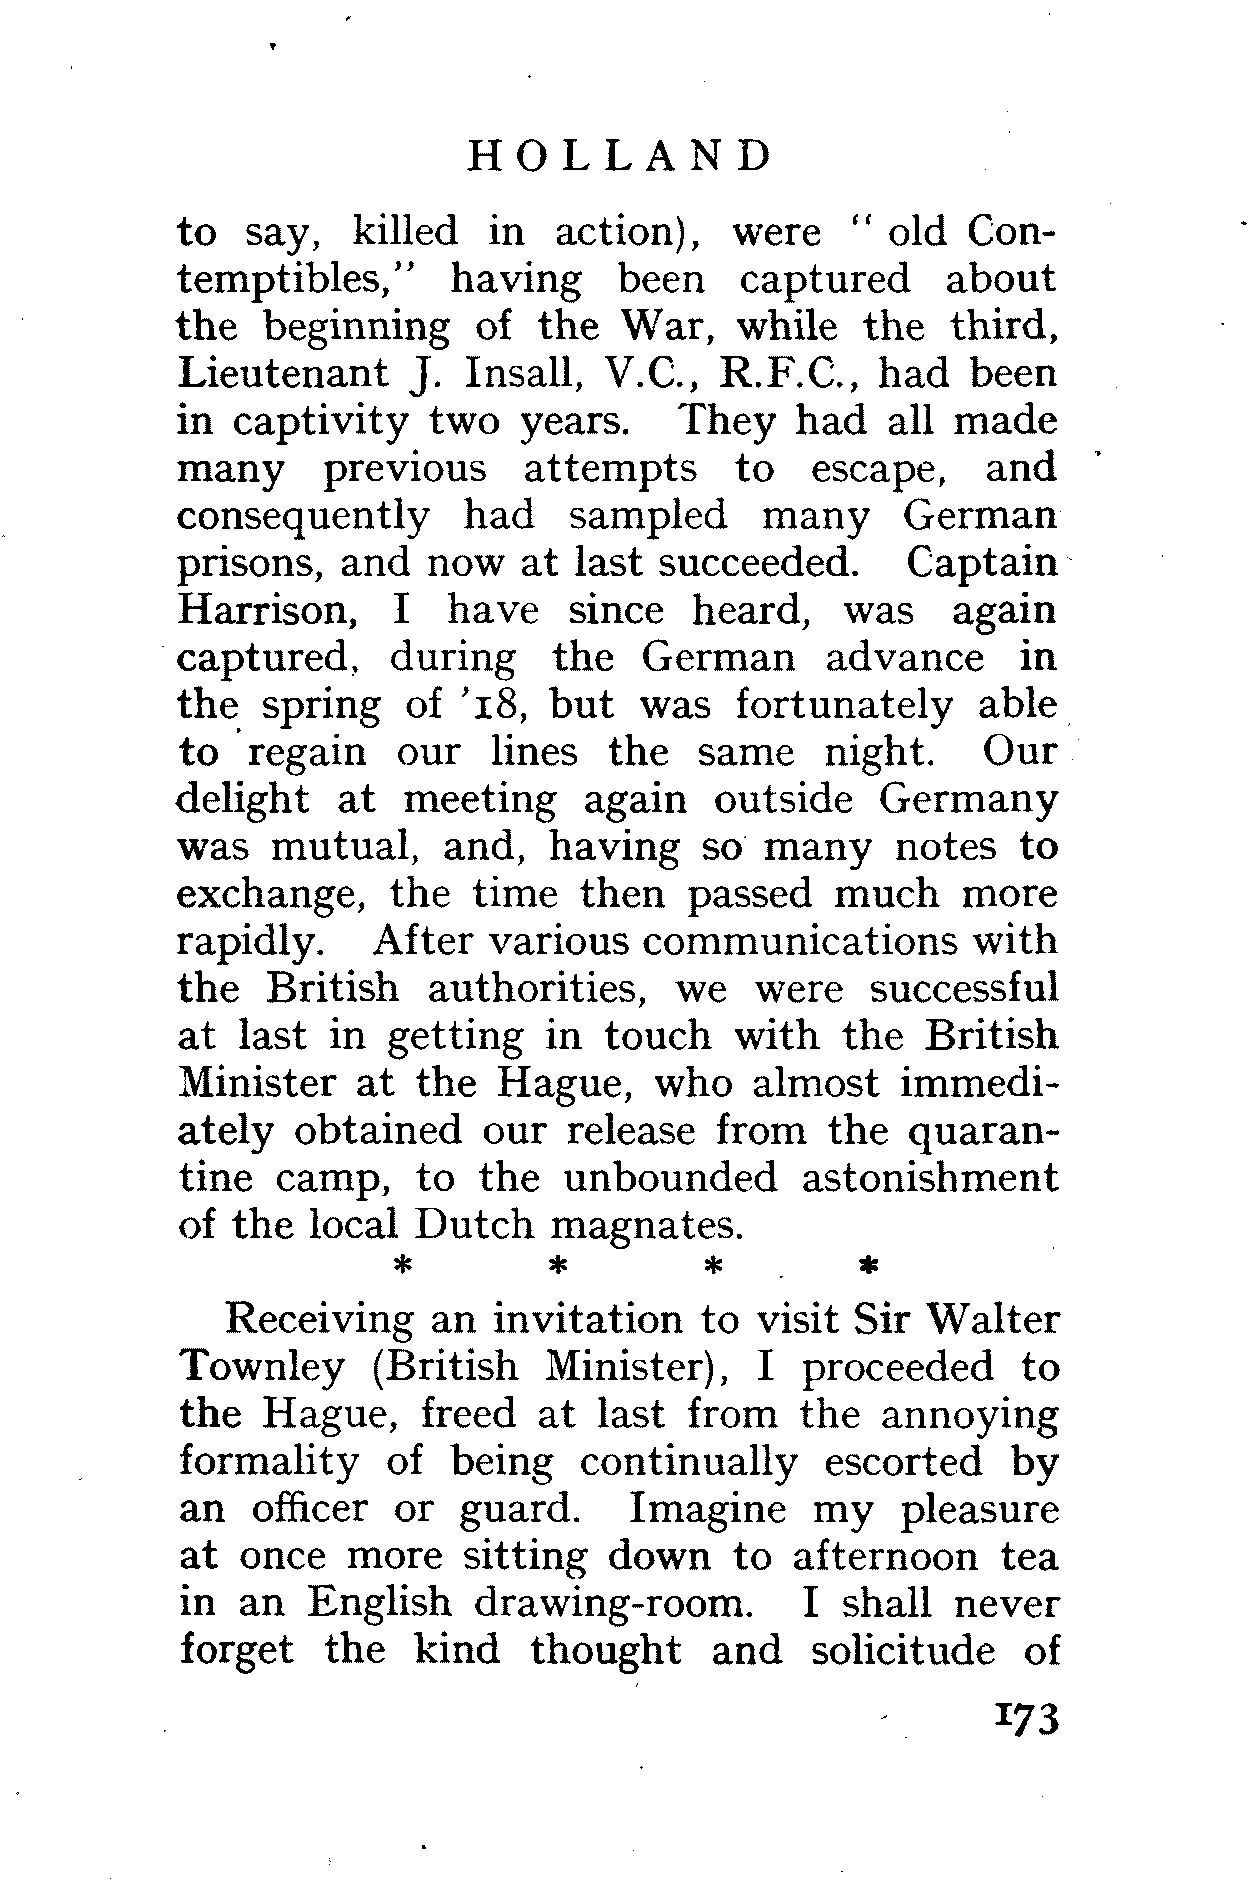 HOLLAND
to say, killed in action), were " old Con-
temptibles," having been captured about
the beginning of the War, while the third,
Lieutenant J. Insall, V.C., R.F.C., had been
in captivity two years. They had all made
many previous attempts to escape, and
consequently had sampled many German
prisons, and now at last succeeded. Captain
Harrison, I have since heard, was again
captured, during the German advance in
the spring of '18, but was fortunately able
to regain our lines the same night. Our
delight at meeting again outside Germany
was mutual, and, having so many notes to
exchange, the time then passed much more
rapidly. After various communications with
the British authorities, we were successful
at last in getting in touch with the British
Minister at the Hague, who almost immedi-
ately obtained our release from the quaran-
tine camp, to the unbounded astonishment
of the local Dutch magnates.
* * * *
Receiving an invitation to visit Sir Walter
Townley (British Minister), I proceeded to
the Hague, freed at last from the annoying
formality of being continually escorted by
an officer or guard. Imagine my pleasure
at once more sitting down to afternoon tea
in an English drawing-room. I shall never
forget the kind thought and solicitude of
173